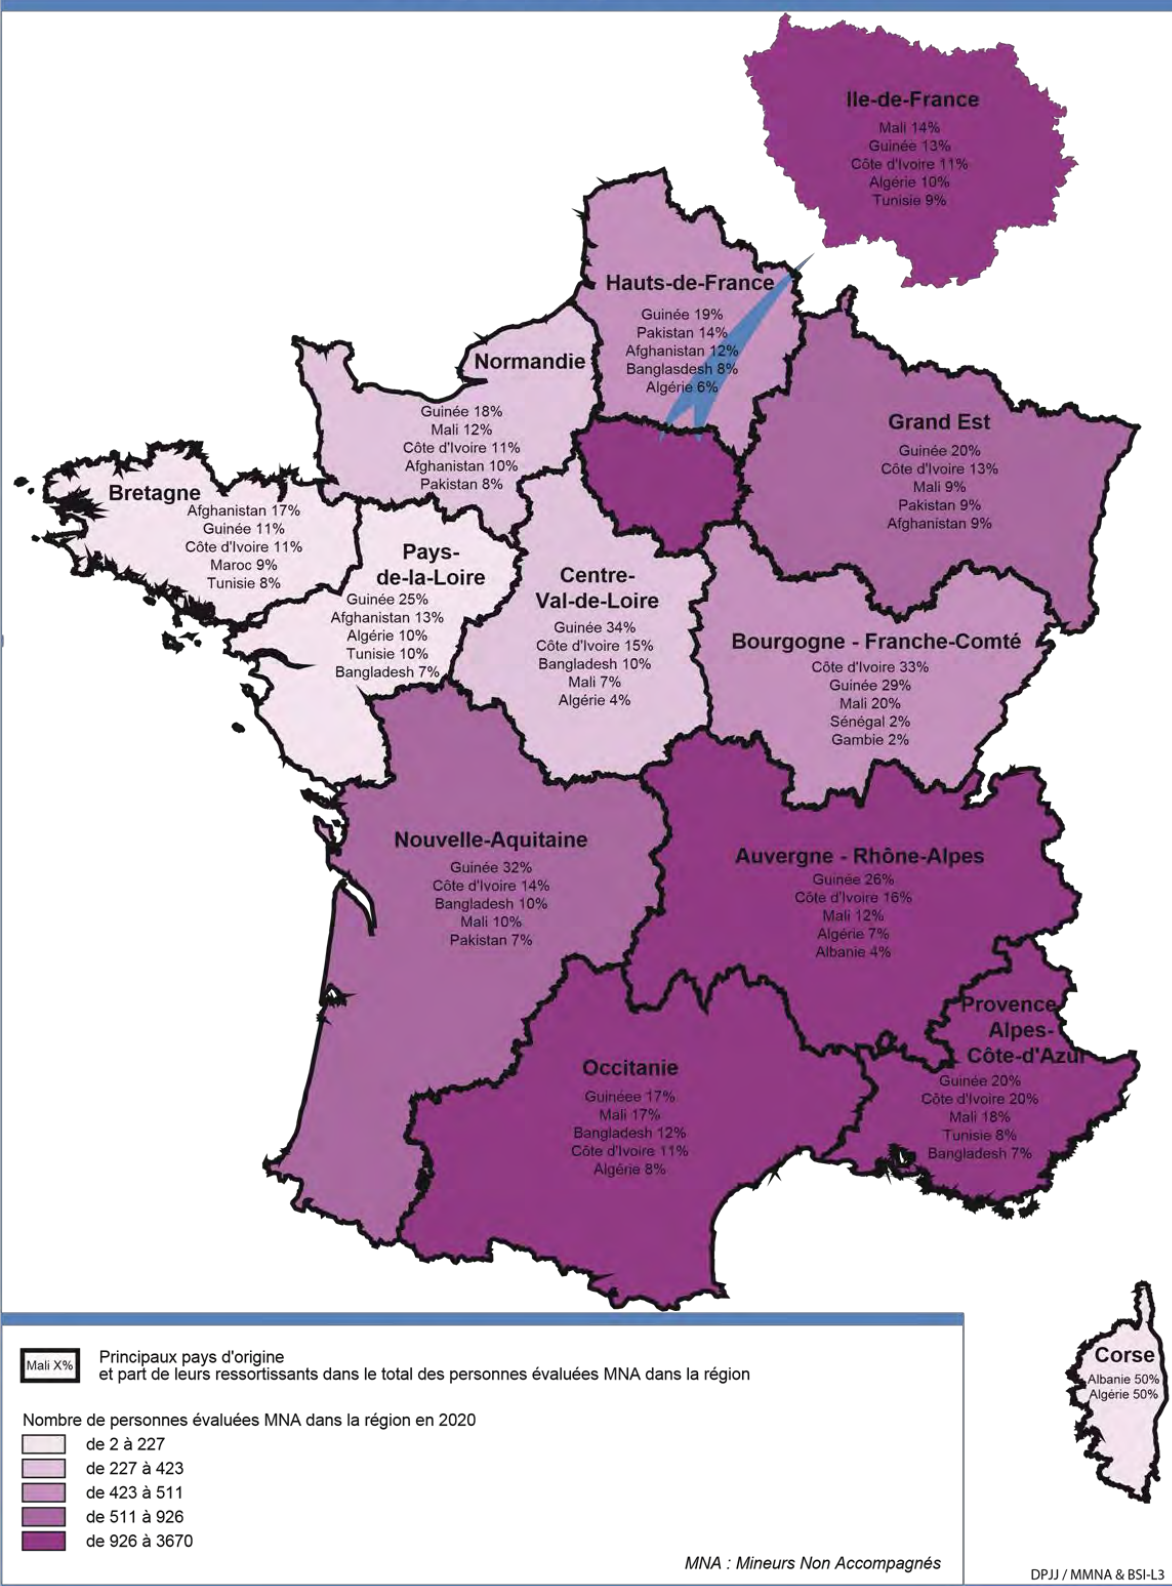 Ile-de-France
Mali 14%
Guinée 13%
Côte d'Ivoire 11%
Algérie 10%
Tunisie 9%
Hauts-de-France
Guinée 19%
Pakistan 14%
Afghanistan 12%
Banglasdesh 8%
Algérie 6%
Normandie
Guinée 18%
Mali 12%
Côte d'Ivoire 11%
Afghanistan 10%
Pakistan 8%
Grand Est
Guinée 20%
Côte d'Ivoire 13%
Mali 9%
Pakistan 9%
Afghanistan 9%
Bretagne
Afghanistan 17%
Guinée 11%
Côte d'Ivoire 11%
Maroc 9%
Tunisie 8%
Pays-
de-la-Loire
Guinée 25%
Afghanistan 13%
Algérie 10%
Tunisie 10%
Bangladesh 7%
Centre-
Val-de-Loire
Guinée 34%
Côte d'Ivoire 15%
Bangladesh 10%
Mali 7%
Algérie 4%
Bourgogne - Franche-Comté
Côte d'Ivoire 33%
Guinée 29%
Mali 20%
Sénégal 2%
Gambie 2%
Nouvelle-Aquitaine
Guinée 32%
Côte d'Ivoire 14%
Bangladesh 10%
Mali 10%
Pakistan 7%
Auvergne - Rhône-Alpes
Guinée 26%
Côte d'Ivoire 16%
Mali 12%
Algérie 7%
Albanie 4%
Provence
Alpes-
Côte-d'Azur
Guinée 20%
Côte d'Ivoire 20%
Mali 18%
Tunisie 8%
Bangladesh 7%
Occitanie
Guinéee 17%
Mali 17%
Bangladesh 12%
Côte d'Ivoire 11%
Algérie 8%
Corse
Albanie 50%
Algérie 50%
Mali X%
Principaux pays d'origine
et part de leurs ressortissants dans le total des personnes évaluées MNA dans la région
Nombre de personnes évaluées MNA dans la région en 2020
de 2 à 227
de 227 à 423
de 423 à 511
de 511 à 926
de 926 à 3670
MNA : Mineurs Non Accompagnés
DPJJ / MMNA & BSI-L3